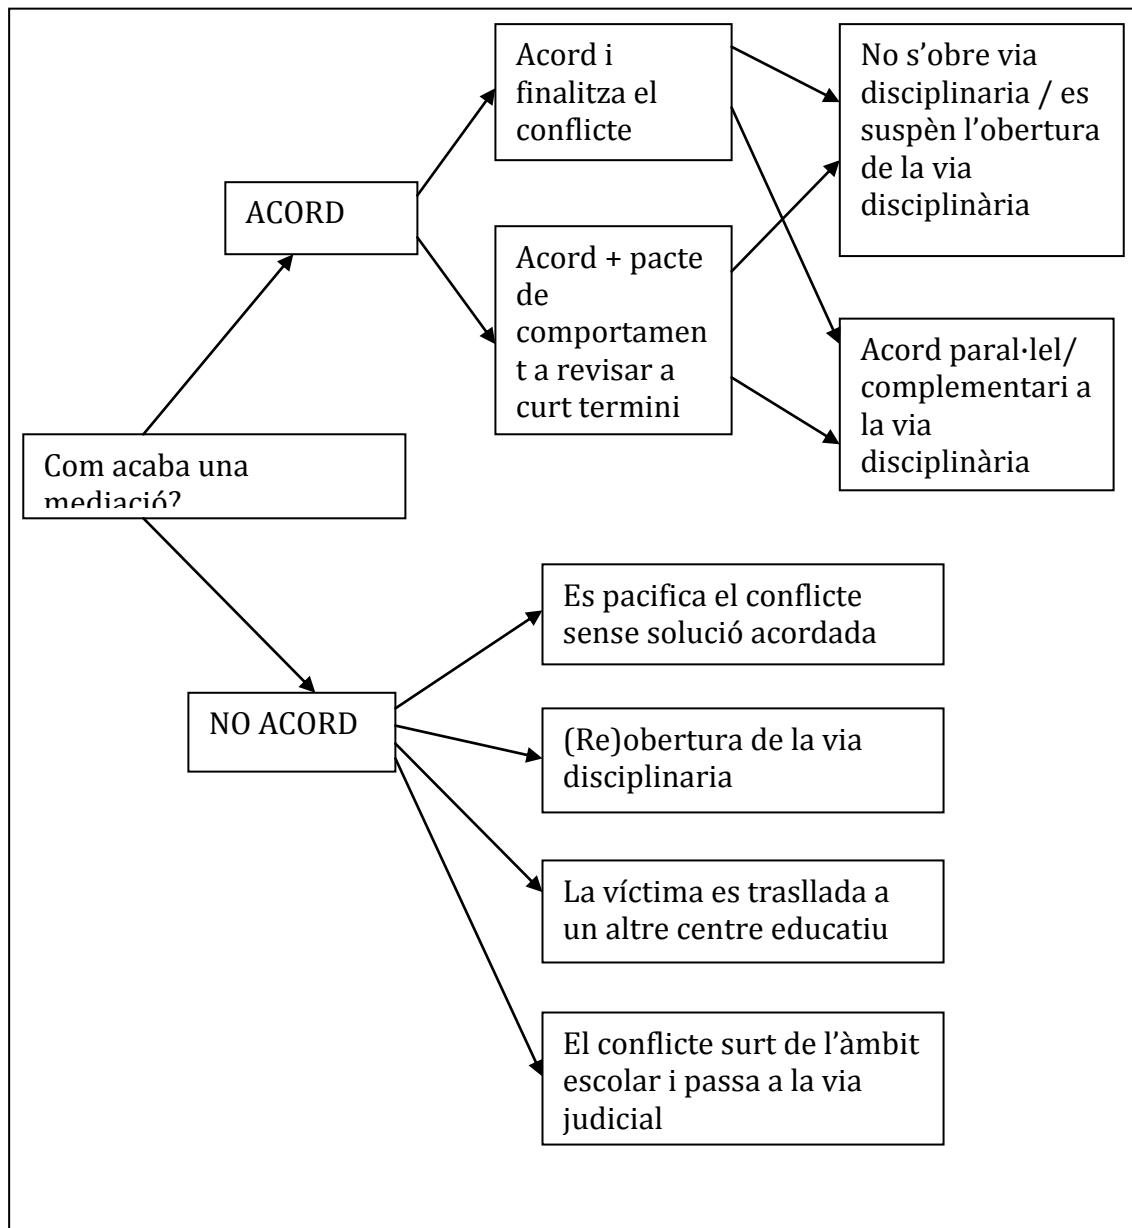 Acord i
finalitza el
conflicte
No s’obre via
disciplinaria / es
suspèn l’obertura
de la via
disciplinària
ACORD
Acord + pacte
de
comportamen
t a revisar a
curt termini
Acord paral·lel/
complementari a
la via
disciplinària
Com acaba una
mediació?
Es pacifica el conflicte
sense solució acordada
NO ACORD
(Re)obertura de la via
disciplinaria
La víctima es trasllada a
un altre centre educatiu
El conflicte surt de l’àmbit
escolar i passa a la via
judicial